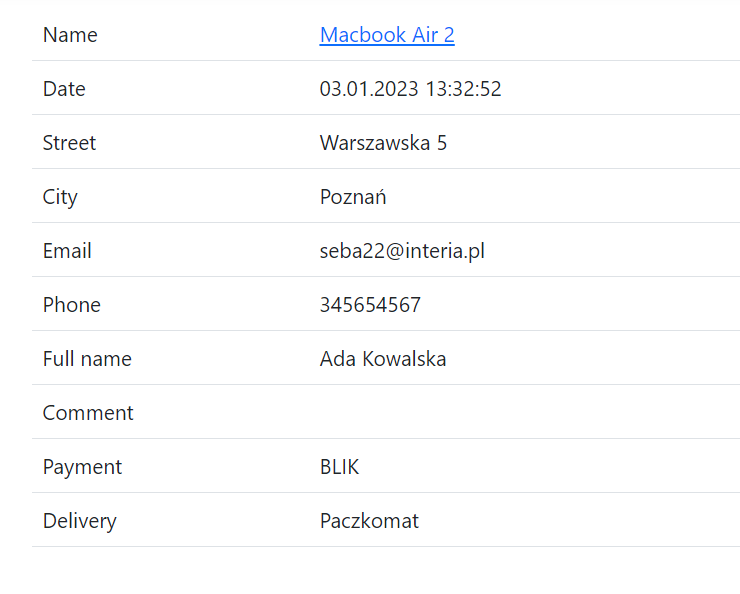 Name Macbook Air 2
Date 03.01.2023 13:32:52
Street Warszawska 5
City Poznań
Email seba22@interia.pl
Phone 345654567
Full name Ada Kowalska
Comment
Payment BLIK
Delivery Paczkomat